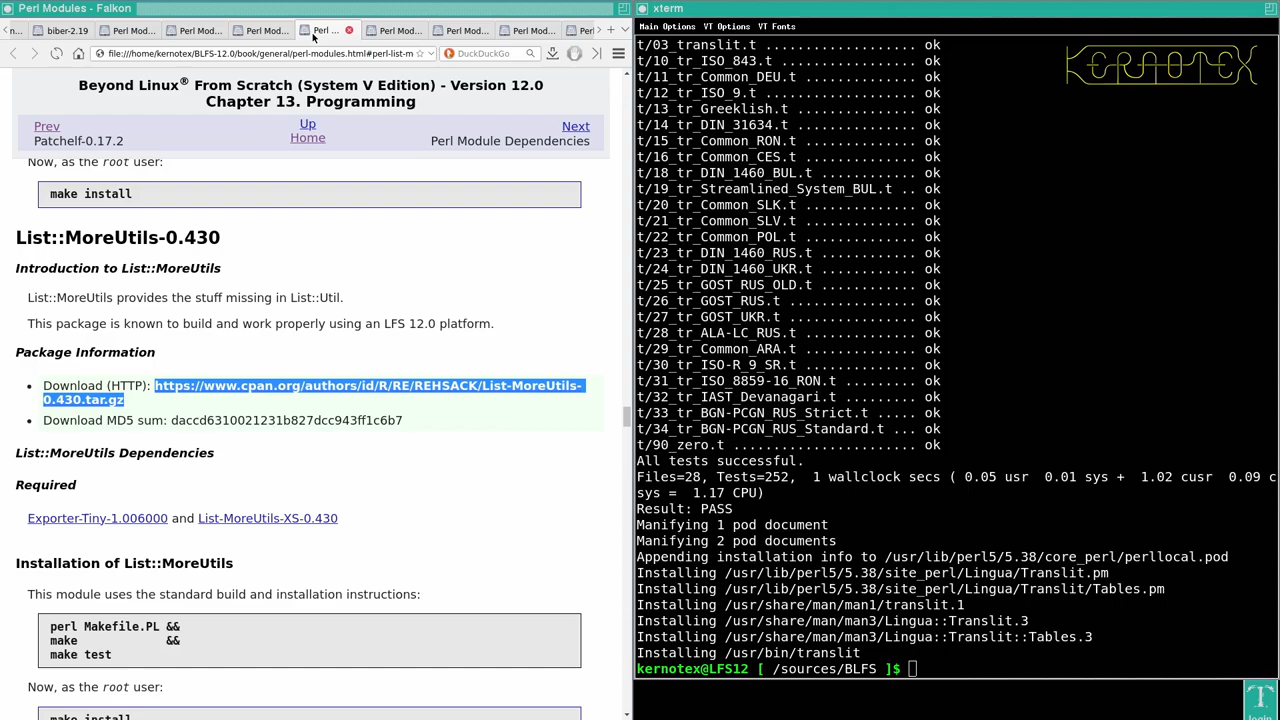 Perl Modules - Falkon
biber-2.19
Perl Mod...
Perl Mod...
Perl Mod...
Perl ...
Perl Mod...
Perl Mod...
Perl Mod...
file:///home/kernotex/BLFS-12.0/book/general/perl-modules.html#perl-list-m
DuckDuckGo
Beyond Linux® From Scratch (System V Edition) - Version 12.0
Chapter 13. Programming
Prev
Up
Next
Patchelf-0.17.2
Home
Perl Module Dependencies
Now, as the root user:
make install
List::MoreUtils-0.430
Introduction to List::MoreUtils
List::MoreUtils provides the stuff missing in List::Util.
This package is known to build and work properly using an LFS 12.0 platform.
Package Information
Download (HTTP): https://www.cpan.org/authors/id/R/RE/REHSACK/List-MoreUtils-
0.430.tar.gz
Download MD5 sum: daccd6310021231b827dcc943ff1c6b7
List::MoreUtils Dependencies
Required
Exporter-Tiny-1.006000 and List-MoreUtils-XS-0.430
Installation of List::MoreUtils
This module uses the standard build and installation instructions:
perl Makefile.PL &&
make             &&
make test
Now, as the root user:
make install
xterm
Main Options  VT Options  VT Fonts
KERNOTEX
t/03_translit.t ................... ok
t/10_tr_ISO_843.t ................. ok
t/11_tr_Common_DEU.t .............. ok
t/12_tr_ISO_9.t ................... ok
t/13_tr_Greeklish.t ............... ok
t/14_tr_DIN_31634.t ............... ok
t/15_tr_Common_RON.t .............. ok
t/16_tr_Common_CES.t .............. ok
t/18_tr_DIN_1460_BUL.t ............ ok
t/19_tr_Streamlined_System_BUL.t .. ok
t/20_tr_Common_SLK.t .............. ok
t/21_tr_Common_SLV.t .............. ok
t/22_tr_Common_POL.t .............. ok
t/23_tr_DIN_1460_RUS.t ............ ok
t/24_tr_DIN_1460_UKR.t ............ ok
t/25_tr_GOST_RUS_OLD.t ............ ok
t/26_tr_GOST_RUS.t ................ ok
t/27_tr_GOST_UKR.t ................ ok
t/28_tr_ALA-LC_RUS.t .............. ok
t/29_tr_Common_ARA.t .............. ok
t/30_tr_ISO-R_9_SR.t .............. ok
t/31_tr_ISO_8859-16_RON.t ......... ok
t/32_tr_IAST_Devanagari.t ......... ok
t/33_tr_BGN-PCGN_RUS_Strict.t ..... ok
t/34_tr_BGN-PCGN_RUS_Standard.t ... ok
t/90_zero.t ....................... ok
All tests successful.
Files=28, Tests=252,  1 wallclock secs ( 0.05 usr  0.01 sys +  1.02 cusr  0.09 c
sys =  1.17 CPU)
Result: PASS
Manifying 1 pod document
Manifying 2 pod documents
Appending installation info to /usr/lib/perl5/5.38/core_perl/perllocal.pod
Installing /usr/lib/perl5/5.38/site_perl/Lingua/Translit.pm
Installing /usr/lib/perl5/5.38/site_perl/Lingua/Translit/Tables.pm
Installing /usr/share/man/man1/translit.1
Installing /usr/share/man/man3/Lingua::Translit.3
Installing /usr/share/man/man3/Lingua::Translit::Tables.3
Installing /usr/bin/translit
kernotex@LFS12 [ /sources/BLFS ]$